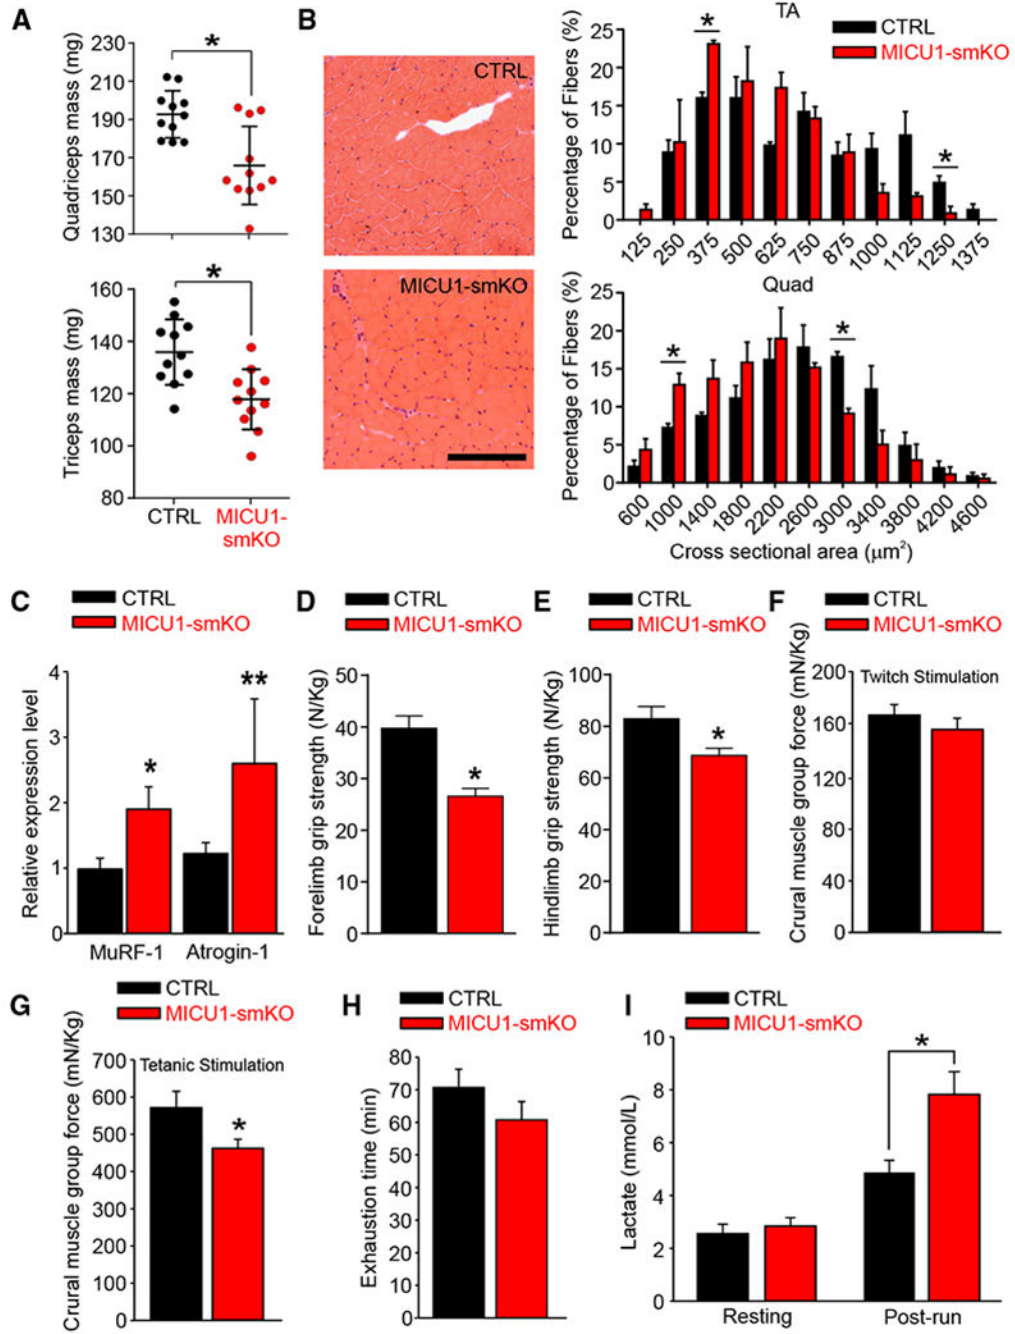 A
Quadriceps mass (mg)
230
210
190
170
150
130
*
Triceps mass (mg)
160
140
120
100
80
*
CTRL
MICU1-
smKO
B
CTRL
MICU1-smKO
TA
CTRL
MICU1-smKO
Percentage of Fibers (%)
25
20
15
10
5
0
*
*
125 250 375 500 625 750 875 1000 1125 1250 1375
Quad
Percentage of Fibers (%)
25
20
15
10
5
0
*
*
600 1000 1400 1800 2200 2600 3000 3400 3800 4200 4600
Cross sectional area (μm²)
C
CTRL
MICU1-smKO
Relative expression level
4
3
2
1
0
*
**
MuRF-1 Atrogin-1
D
CTRL
MICU1-smKO
Forelimb grip strength (N/Kg)
50
40
30
20
10
0
*
E
CTRL
MICU1-smKO
Hindlimb grip strength (N/Kg)
100
80
60
40
20
0
*
F
CTRL
MICU1-smKO
Crural muscle group force (mN/Kg)
Twitch Stimulation
200
160
120
80
40
0
G
CTRL
MICU1-smKO
Crural muscle group force (mN/Kg)
Tetanic Stimulation
700
600
500
400
300
200
100
0
*
H
CTRL
MICU1-smKO
Exhaustion time (min)
80
70
60
50
40
30
20
10
0
I
CTRL
MICU1-smKO
Lactate (mmol/L)
10
8
6
4
2
0
*
Resting Post-run